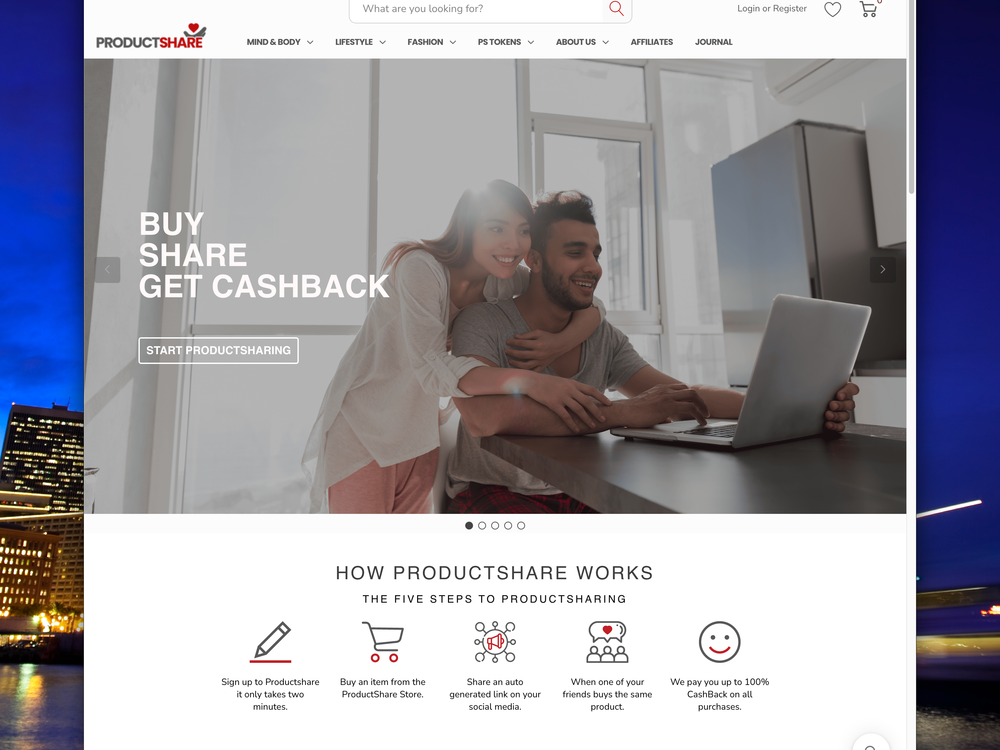 What are you looking for?
Login or Register
0
PRODUCTSHARE
MIND & BODY
LIFESTYLE
FASHION
PS TOKENS
ABOUT US
AFFILIATES
JOURNAL
BUY
SHARE
GET CASHBACK
START PRODUCTSHARING
HOW PRODUCTSHARE WORKS
THE FIVE STEPS TO PRODUCTSHARING
Sign up to Productshare
it only takes two
minutes.
Buy an item from the
ProductShare Store.
Share an auto
generated link on your
social media.
When one of your
friends buys the same
product.
We pay you up to 100%
CashBack on all
purchases.